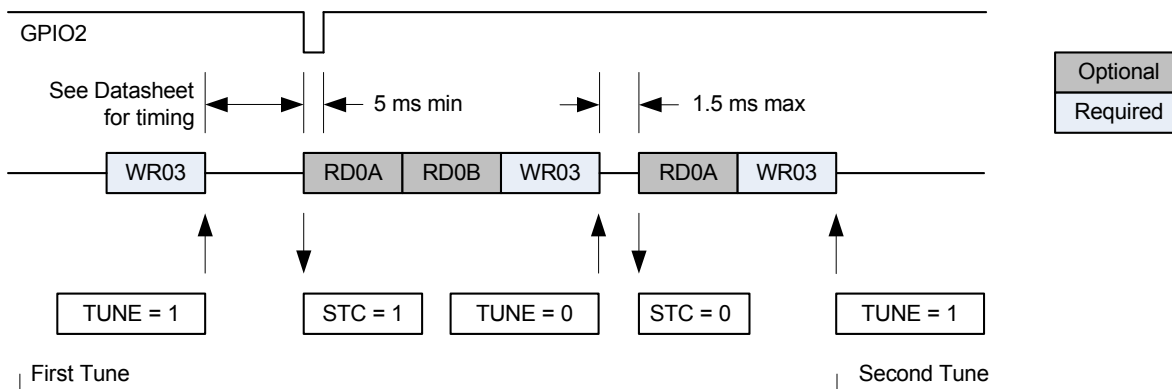 GPIO2
See Datasheet
for timing
5 ms min
1.5 ms max
Optional
Required
WR03
RD0A
RD0B
WR03
RD0A
WR03
TUNE = 1
STC = 1
TUNE = 0
STC = 0
TUNE = 1
First Tune
Second Tune